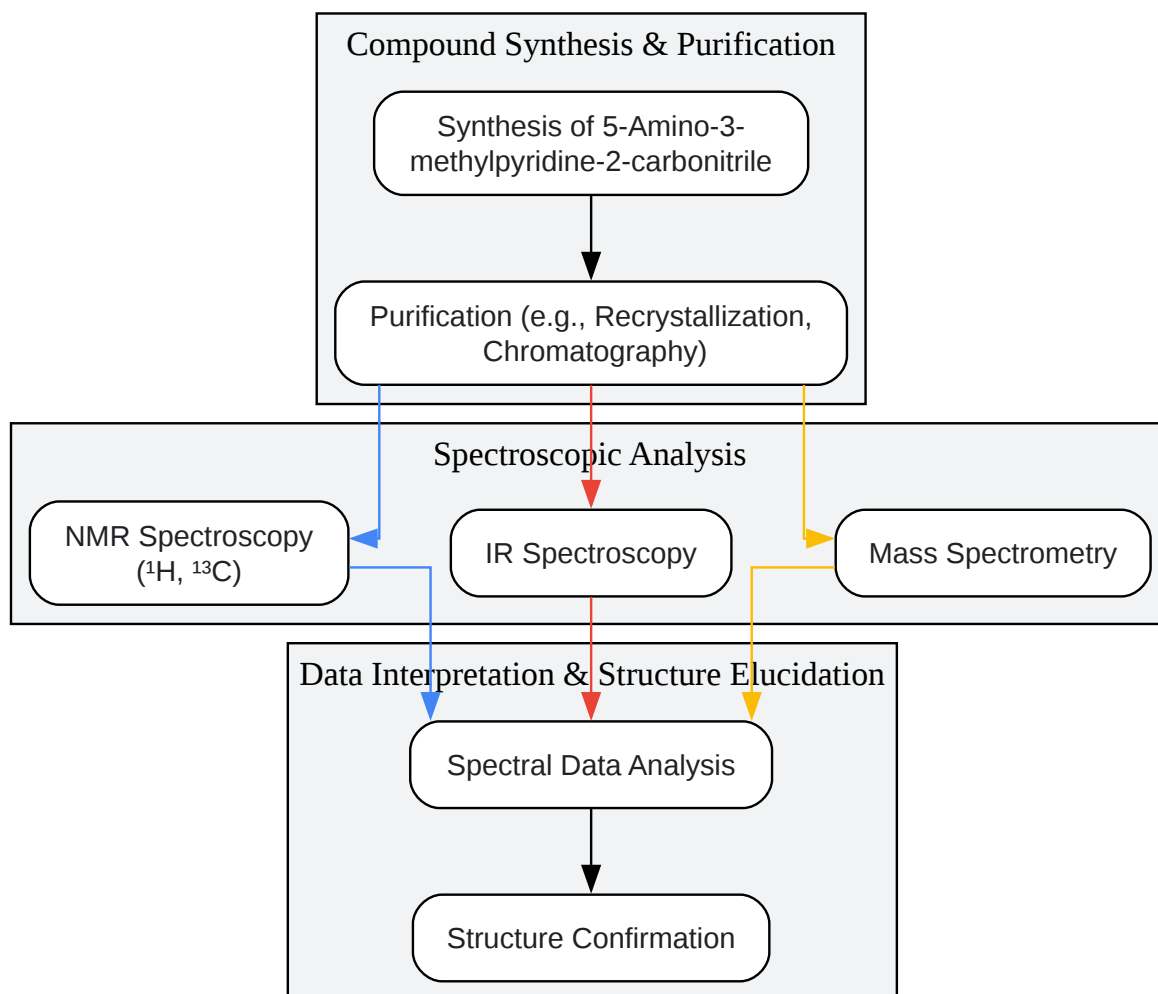 Compound Synthesis & Purification
Synthesis of 5-Amino-3-
methylpyridine-2-carbonitrile
Purification (e.g., Recrystallization,
Chromatography)
Spectroscopic Analysis
NMR Spectroscopy
(¹H, ¹³C)
IR Spectroscopy
Mass Spectrometry
Data Interpretation & Structure Elucidation
Spectral Data Analysis
Structure Confirmation